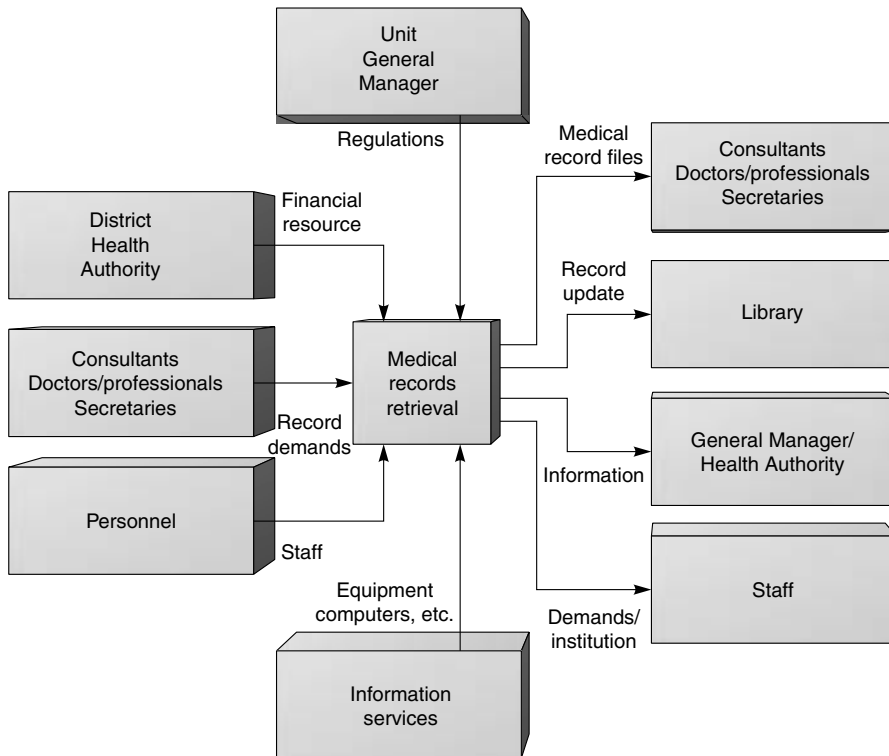 Unit
General
Manager
Regulations
Medical
record files
Consultants
Doctors/professionals
Secretaries
District
Health
Authority
Financial
resource
Record
update
Library
Consultants
Doctors/professionals
Secretaries
Record
demands
Medical
records
retrieval
General Manager/
Health Authority
Information
Personnel
Staff
Equipment
computers, etc.
Demands/
institution
Staff
Information
services